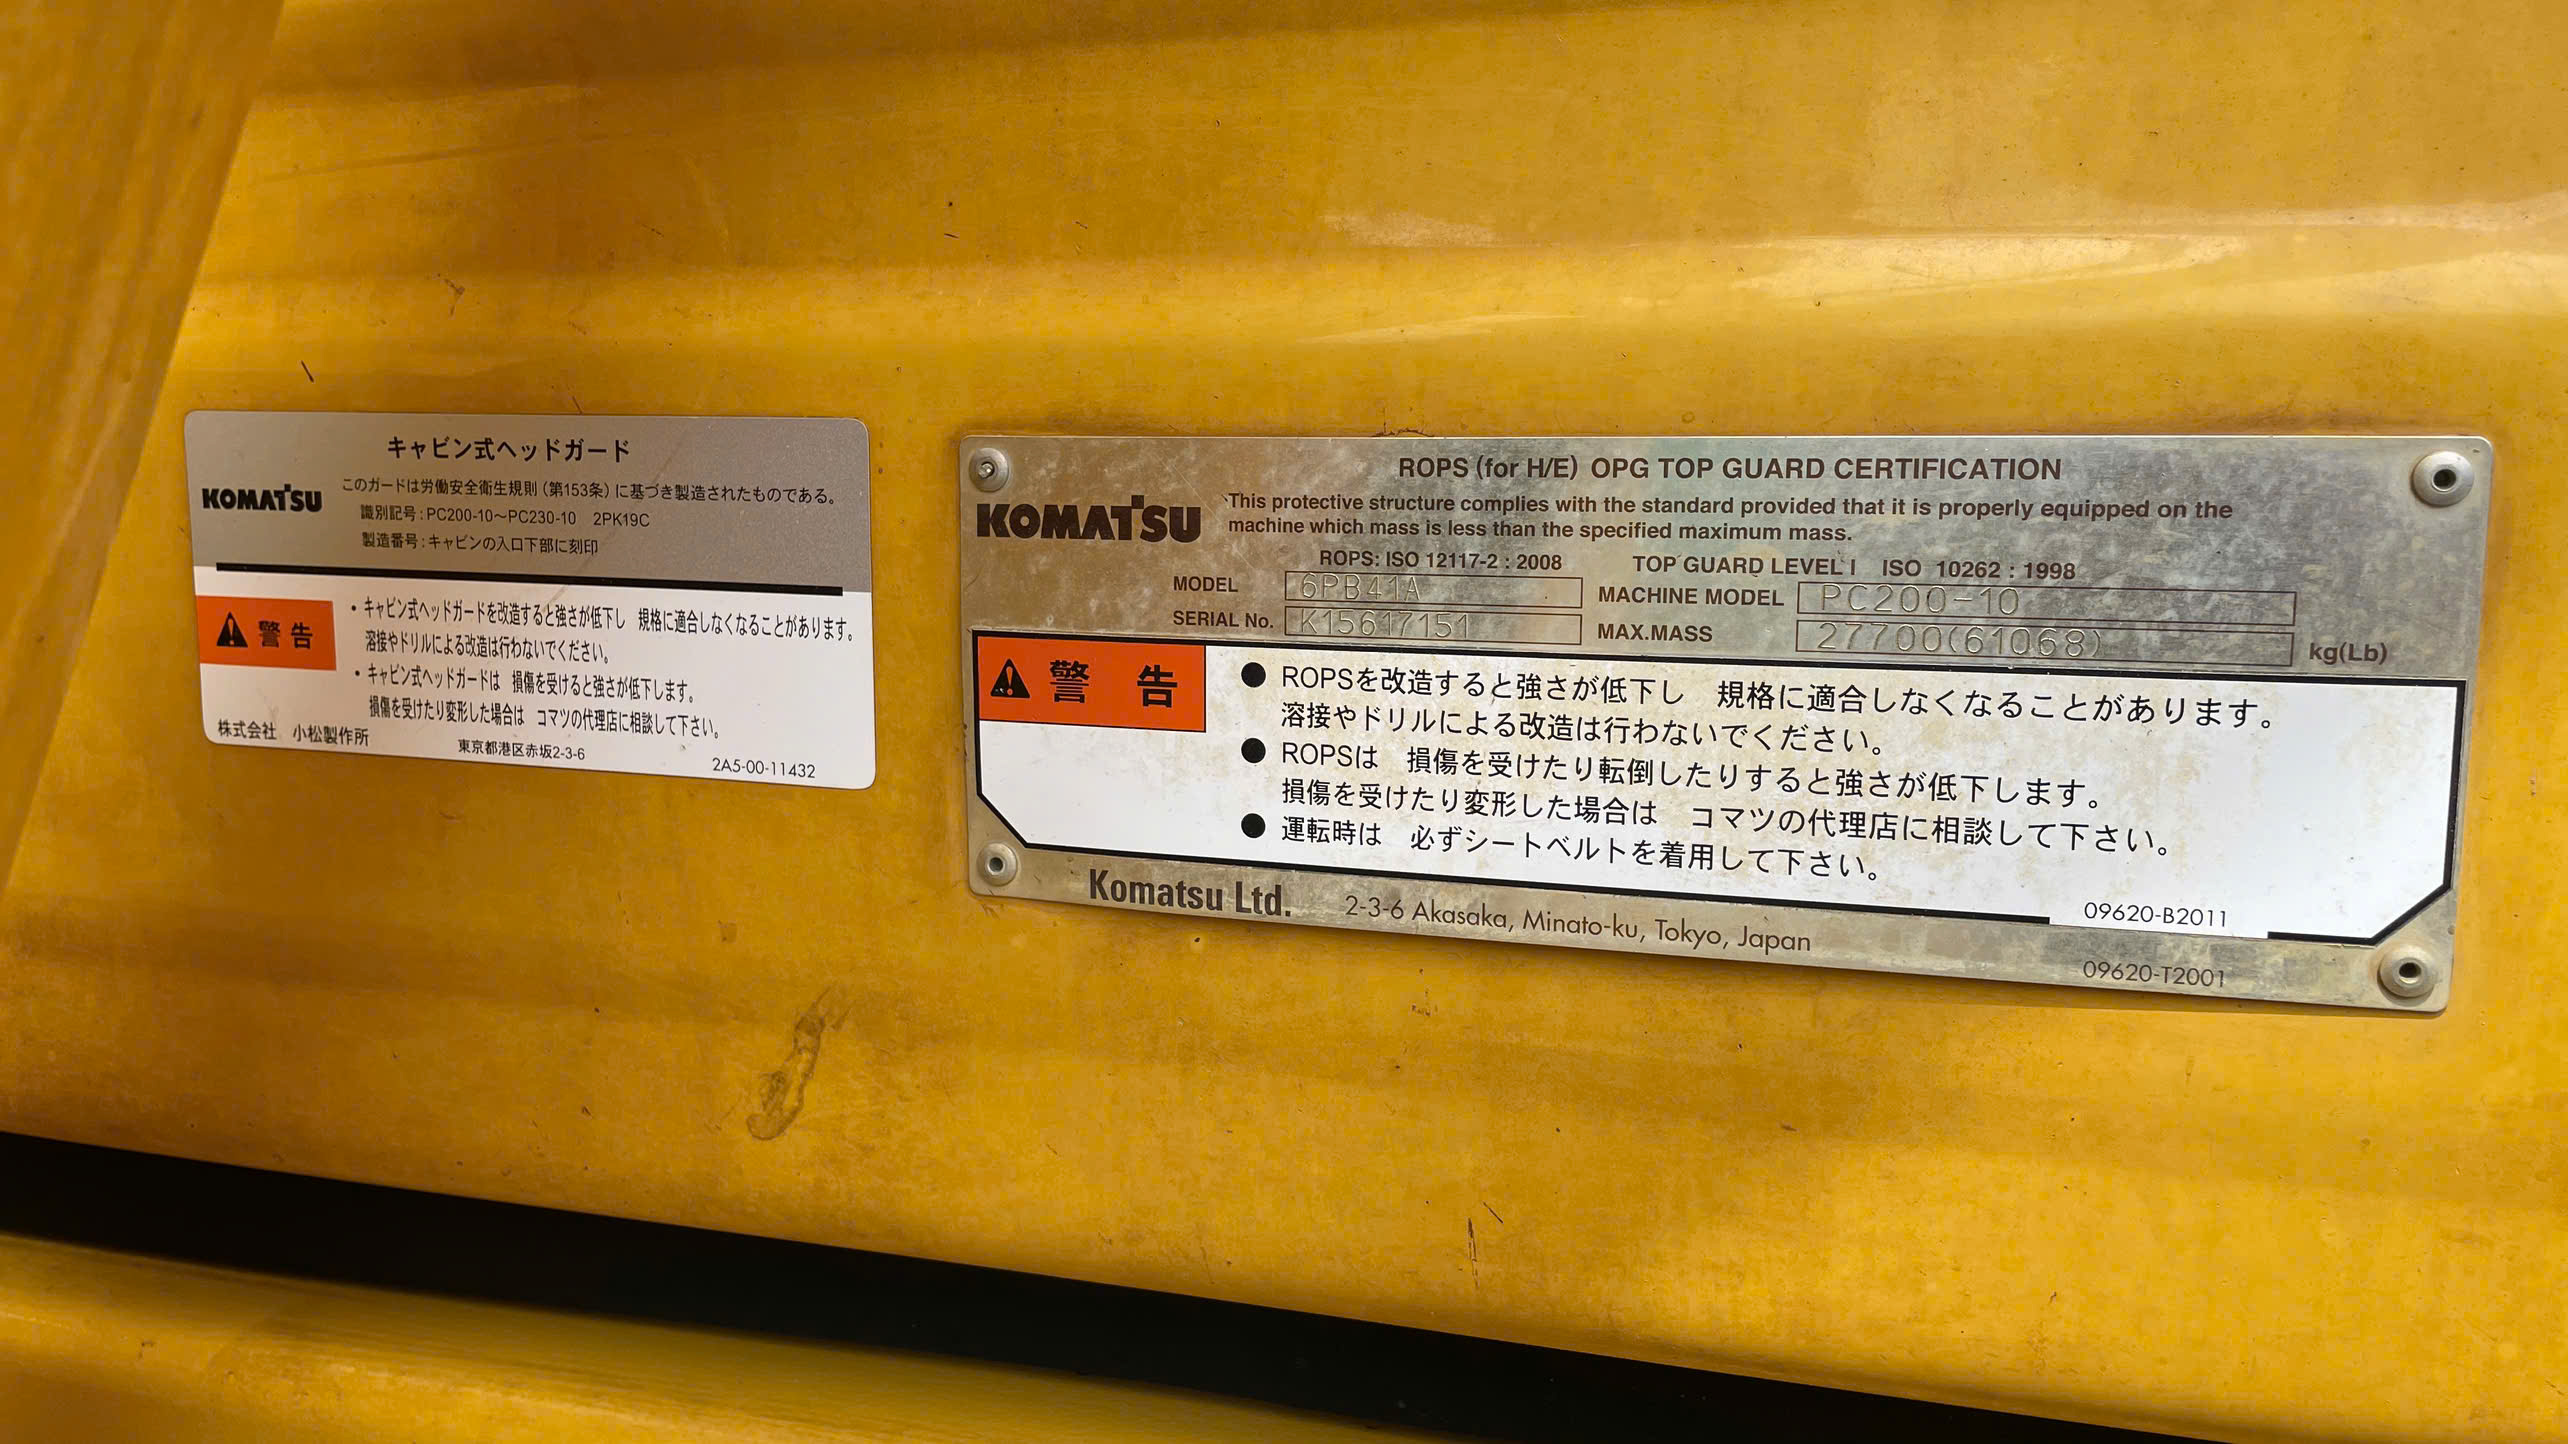 キャビン式ヘッドガード
KOMATSU
このガードは労働安全衛生規則(第153条)に基づき製造されたものである。
識別記号:PC200-10〜PC230-10 2PK19C
製造番号:キャビンの入口下部に刻印
警告
・キャビン式ヘッドガードを改造すると強さが低下し 規格に適合しなくなることがあります。
溶接やドリルによる改造は行わないでください。
・キャビン式ヘッドガードは 損傷を受けると強さが低下します。
損傷を受けたり変形した場合は コマツの代理店に相談して下さい。
株式会社 小松製作所 東京都港区赤坂2-3-6 2A5-00-11432
ROPS (for H/E) OPG TOP GUARD CERTIFICATION
KOMATSU
This protective structure complies with the standard provided that it is properly equipped on the
machine which mass is less than the specified maximum mass.
ROPS: ISO 12117-2 : 2008 TOP GUARD LEVEL I ISO 10262 : 1998
MODEL 6PB41A MACHINE MODEL PC200-10
SERIAL No. K15617151 MAX.MASS 27700(61068) kg(Lb)
警告
●ROPSを改造すると強さが低下し 規格に適合しなくなることがあります。
溶接やドリルによる改造は行わないでください。
●ROPSは 損傷を受けたり転倒したりすると強さが低下します。
損傷を受けたり変形した場合は コマツの代理店に相談して下さい。
●運転時は 必ずシートベルトを着用して下さい。
09620-B2011
Komatsu Ltd. 2-3-6 Akasaka, Minato-ku, Tokyo, Japan
09620-T2001